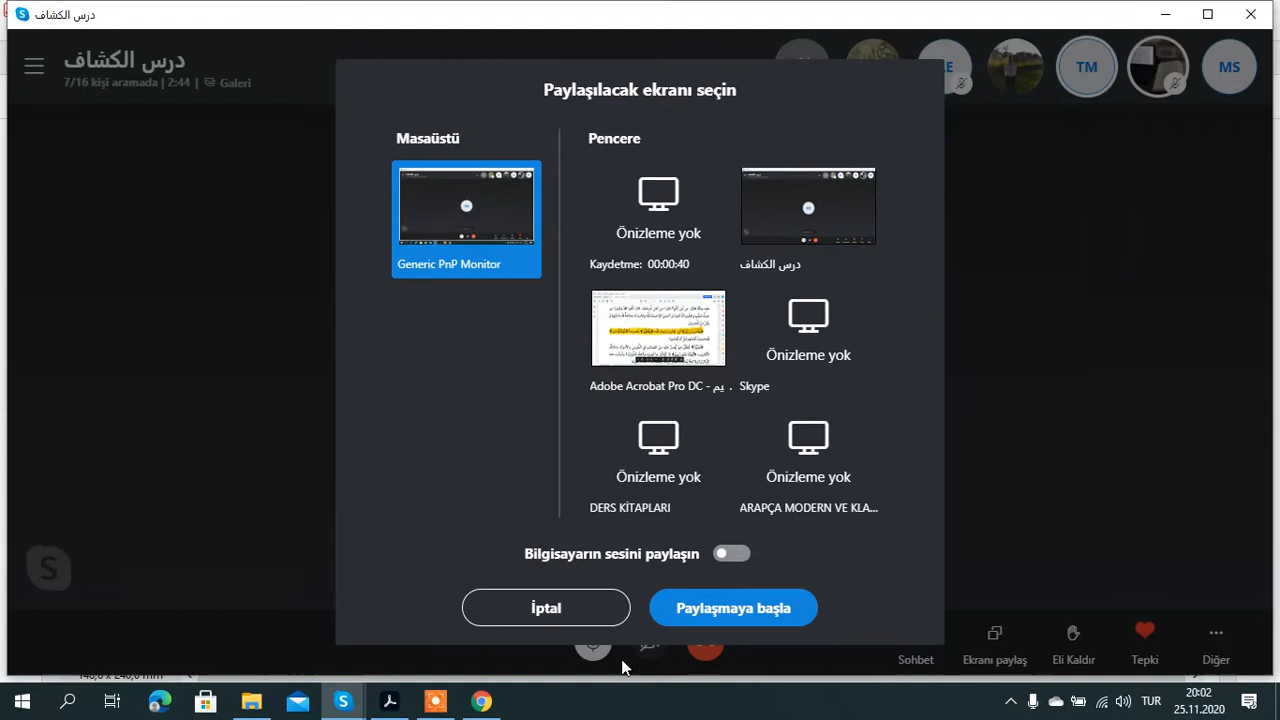 درس الكشاف
درس الكشاف
7/16 kişi aramada | 2:44 | Galeri
TM
MS
Paylaşılacak ekranı seçin
Masaüstü
Pencere
Generic PnP Monitor
Önizleme yok
Kaydetme: 00:00:40
درس الكشاف
Önizleme yok
Adobe Acrobat Pro DC -
Skype
Önizleme yok
Önizleme yok
DERS KİTAPLARI
ARAPÇA MODERN VE KLA...
Bilgisayarın sesini paylaşın
İptal
Paylaşmaya başla
Sohbet
Ekranı paylaş
Eli Kaldır
Tepki
Diğer
TUR
20:02
25.11.2020